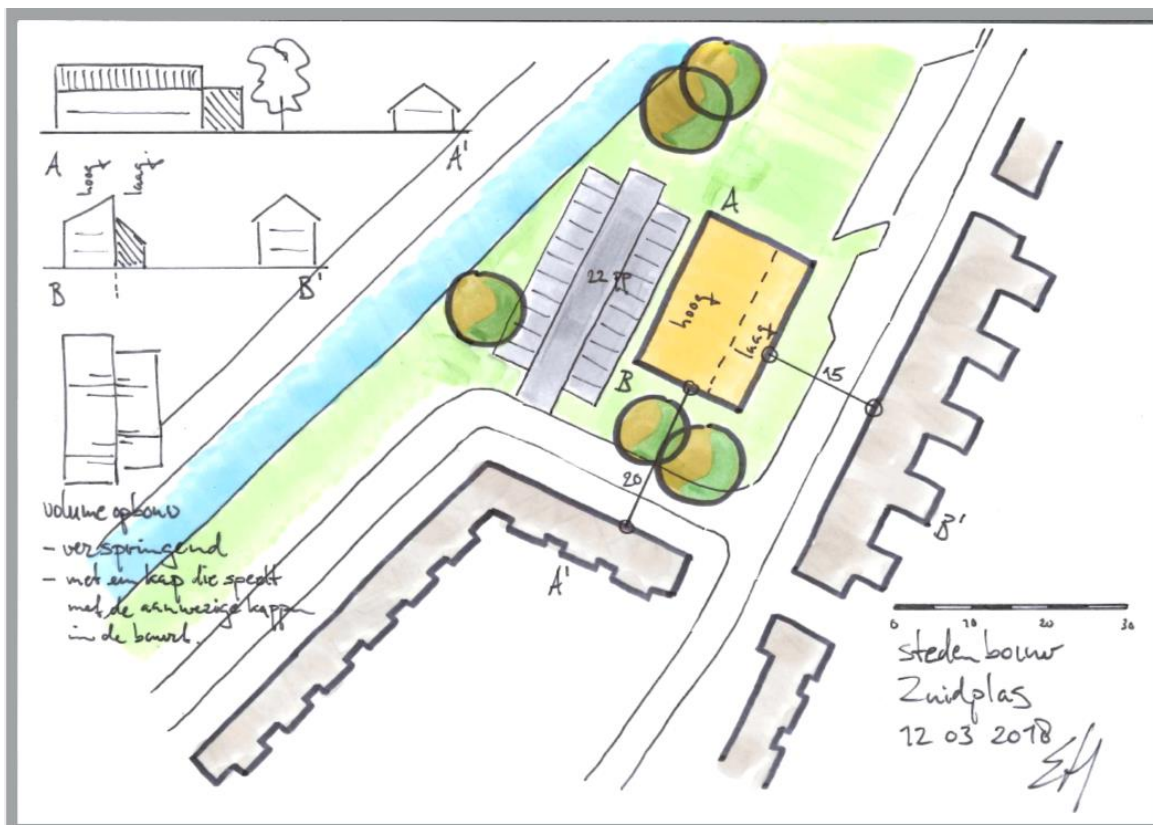 A hoog laag A'
B B'
volume opbouw
- verspringend
- met een kap die speelt
met de aanwezige kappen
in de buurt.
A
22 PP
hoog
laag
B
15
20
A'
B'
0 10 20 30
stedenbouw
Zuidplas
12 03 2018